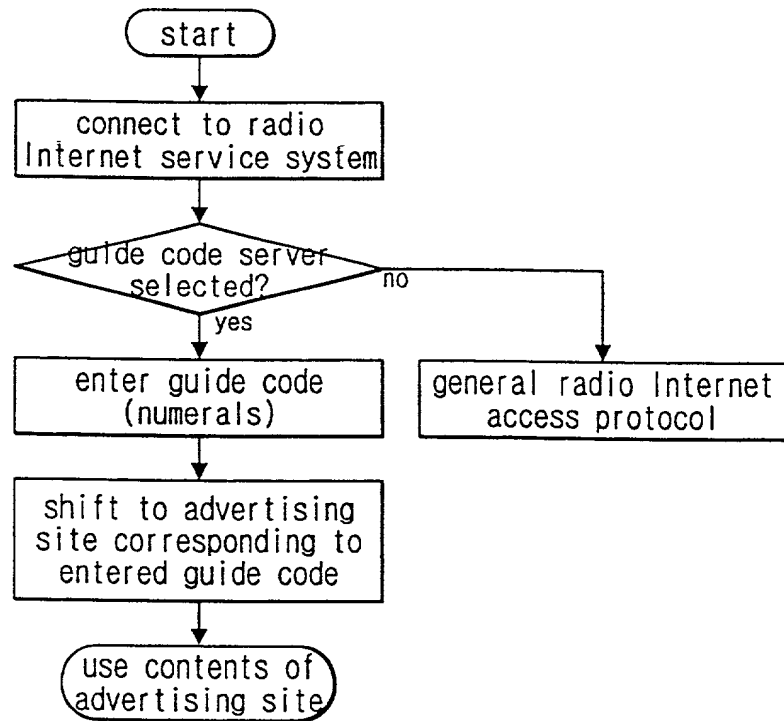 start
connect to radio
Internet service system
guide code server
selected?
no
yes
enter guide code
(numerals)
general radio Internet
access protocol
shift to advertising
site corresponding to
entered guide code
use contents of
advertising site